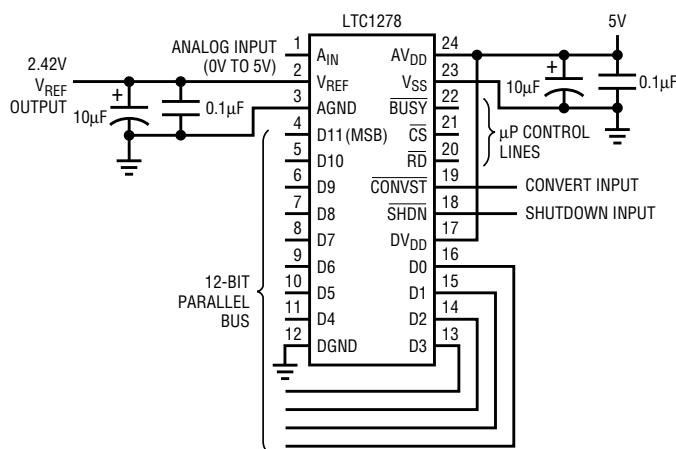 LTC1278
ANALOG INPUT
(0V TO 5V)
2.42V
VREF
OUTPUT
10µF
+
0.1µF
1 AIN
2 VREF
3 AGND
4 D11 (MSB)
5 D10
6 D9
7 D8
8 D7
9 D6
10 D5
11 D4
12 DGND
12-BIT
PARALLEL
BUS
AVDD 24
VSS 23
BUSY 22
CS 21
RD 20
CONVST 19
SHDN 18
DVDD 17
D0 16
D1 15
D2 14
D3 13
5V
10µF
+
0.1µF
µP CONTROL
LINES
CONVERT INPUT
SHUTDOWN INPUT